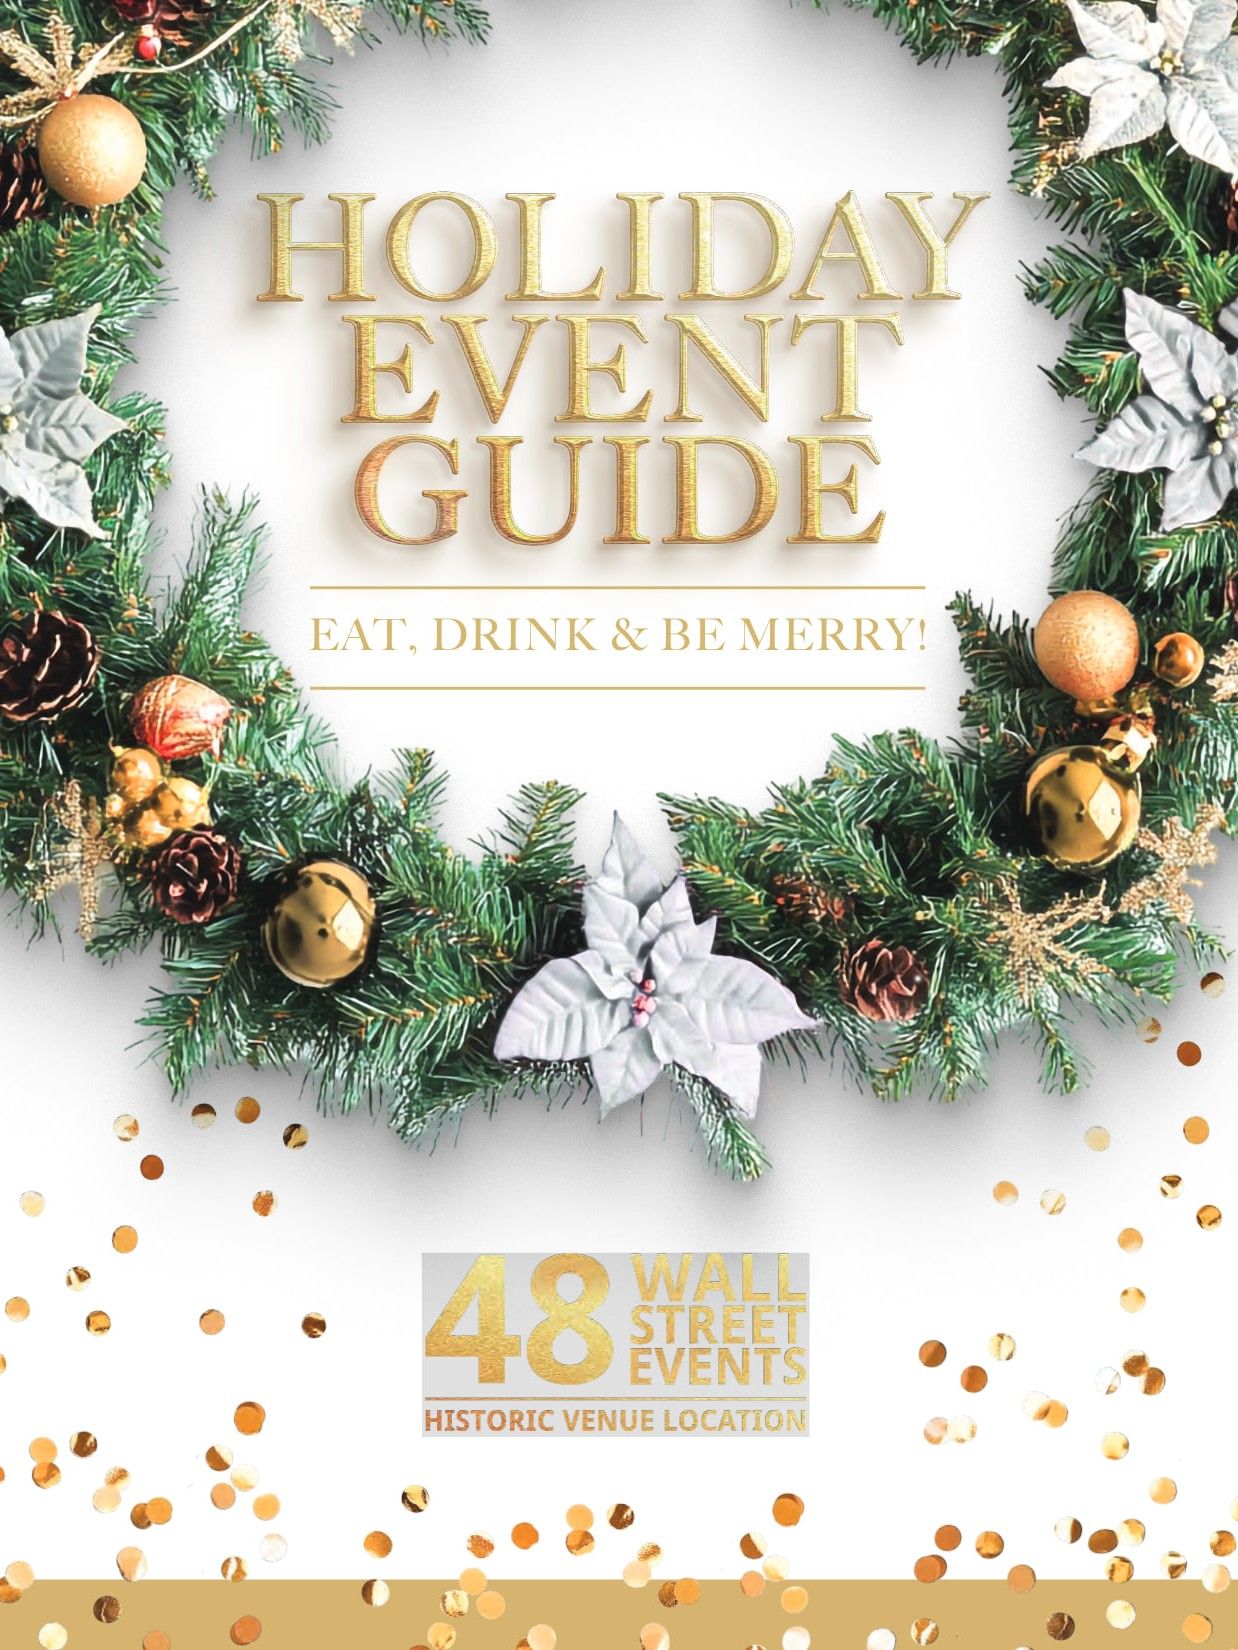 HOLIDAY
EVENT
GUIDE
EAT, DRINK & BE MERRY!
48 WALL
STREET
EVENTS
HISTORIC VENUE LOCATION